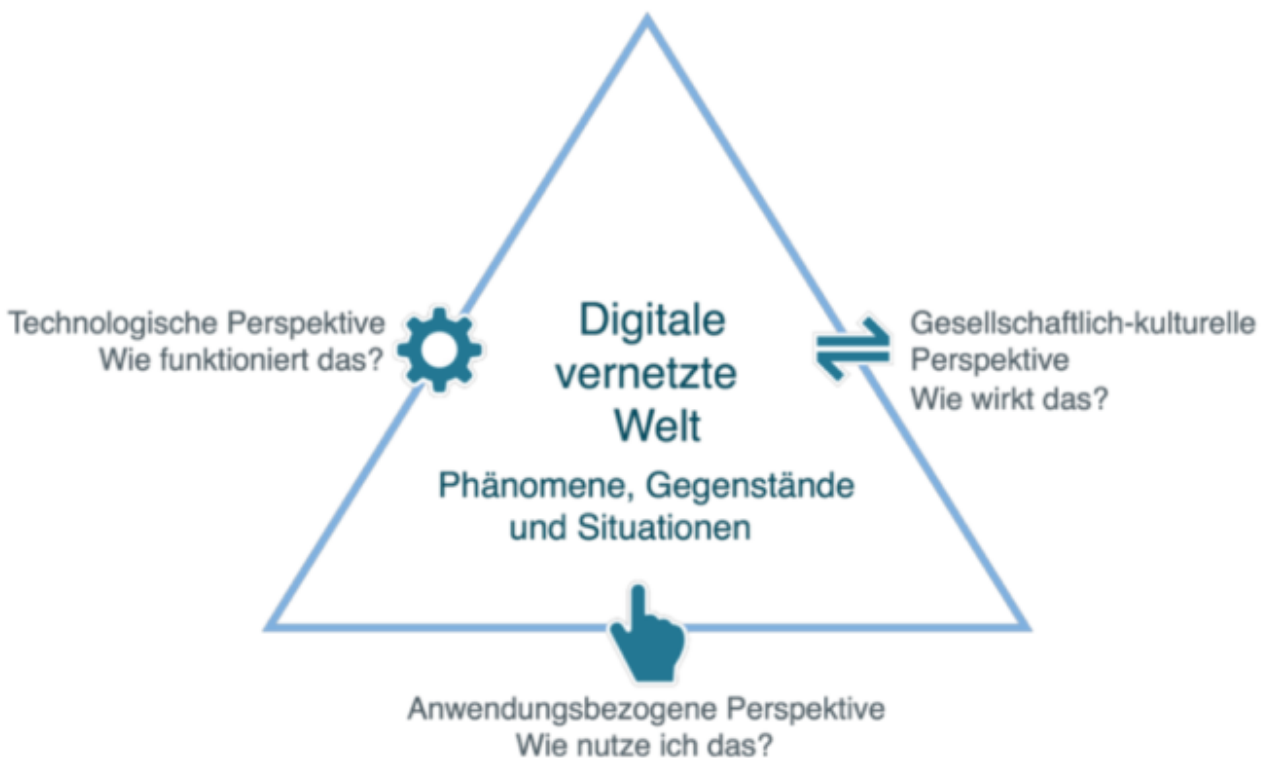 Technologische Perspektive
Wie funktioniert das?
Digitale
vernetzte
Welt
Phänomene, Gegenstände
und Situationen
Gesellschaftlich-kulturelle
Perspektive
Wie wirkt das?
Anwendungsbezogene Perspektive
Wie nutze ich das?